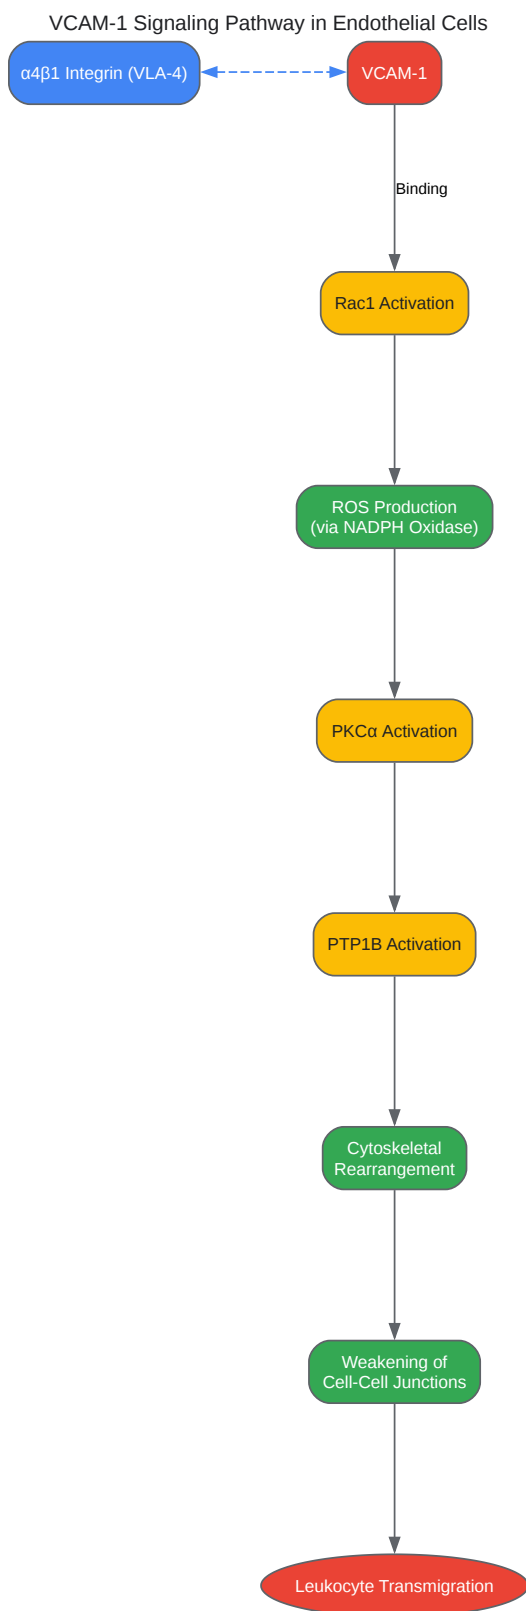 VCAM-1 Signaling Pathway in Endothelial Cells
α4β1 Integrin (VLA-4)
VCAM-1
Binding
Rac1 Activation
ROS Production
(via NADPH Oxidase)
PKCα Activation
PTP1B Activation
Cytoskeletal
Rearrangement
Weakening of
Cell-Cell Junctions
Leukocyte Transmigration